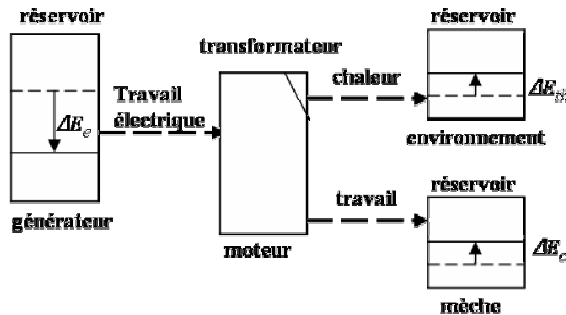 réservoir
ΔEe
générateur
Travail
électrique
transformateur
moteur
chaleur
réservoir
ΔEth
environnement
travail
réservoir
ΔEc
mèche